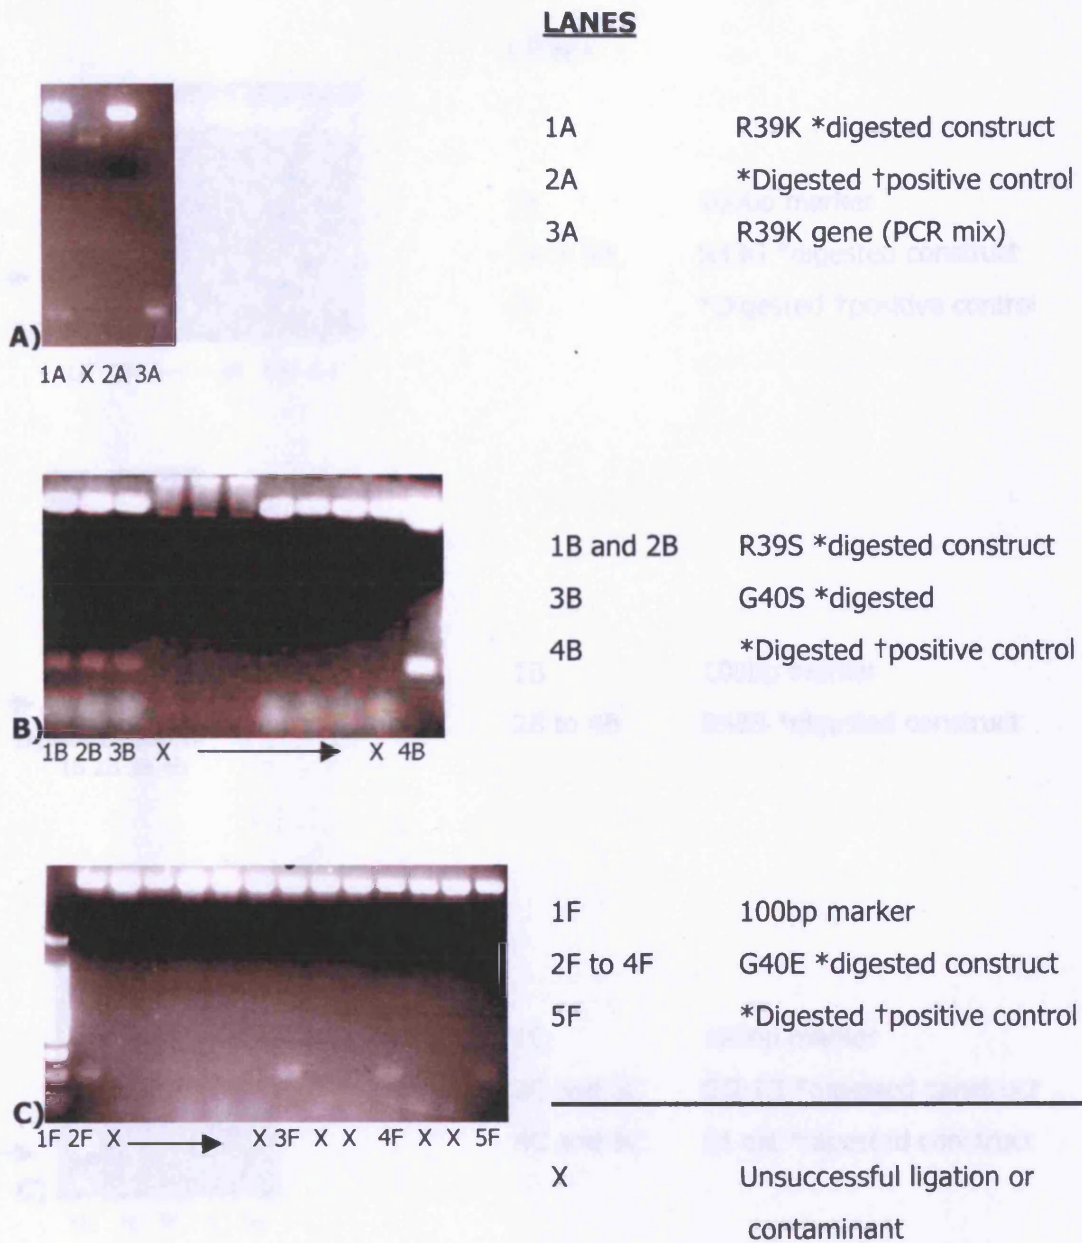 LANES
1A R39K *digested construct
2A *Digested †positive control
3A R39K gene (PCR mix)
A)
1A X 2A 3A
1B and 2B R39S *digested construct
3B G40S *digested
4B *Digested †positive control
B)
1B 2B 3B X X 4B
1F 100bp marker
2F to 4F G40E *digested construct
5F *Digested †positive control
C)
1F 2F X X 3F X X 4F X X 5F
X Unsuccessful ligation or
contaminant